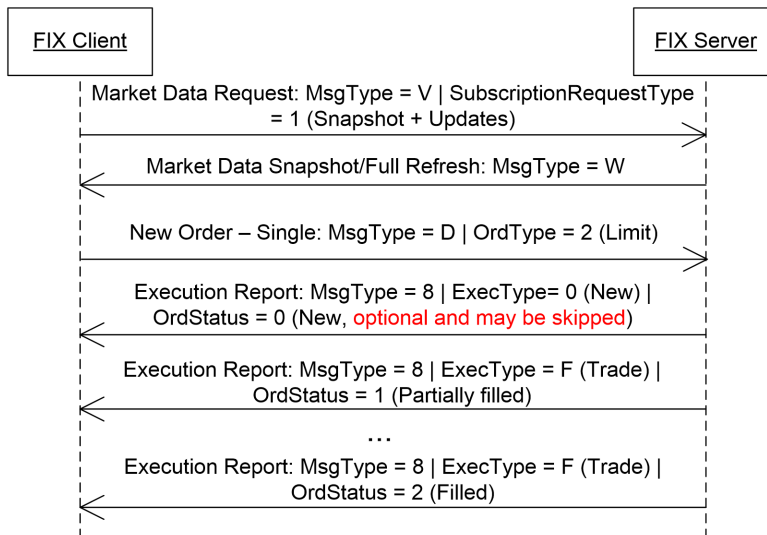 FIX Client
FIX Server
Market Data Request: MsgType = V | SubscriptionRequestType
= 1 (Snapshot + Updates)
Market Data Snapshot/Full Refresh: MsgType = W
New Order – Single: MsgType = D | OrdType = 2 (Limit)
Execution Report: MsgType = 8 | ExecType= 0 (New) |
OrdStatus = 0 (New, optional and may be skipped)
Execution Report: MsgType = 8 | ExecType = F (Trade) |
OrdStatus = 1 (Partially filled)
...
Execution Report: MsgType = 8 | ExecType = F (Trade) |
OrdStatus = 2 (Filled)